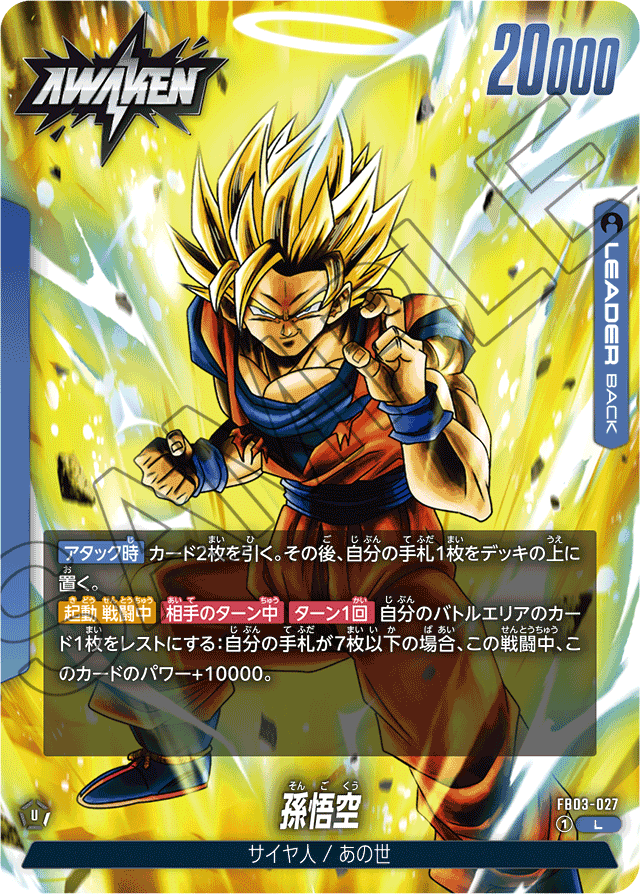 AWAKEN
20000
LEADER BACK
アタック時 カード2枚を引く。その後、自分の手札1枚をデッキの上に
置く。
起動 戦闘中 相手のターン中 ターン1回 自分のバトルエリアのカー
ド1枚をレストにする:自分の手札が7枚以下の場合、この戦闘中、こ
のカードのパワー+10000。
SAMPLE
そんごくう
孫悟空
FB03-027
U
1 L
サイヤ人 / あの世